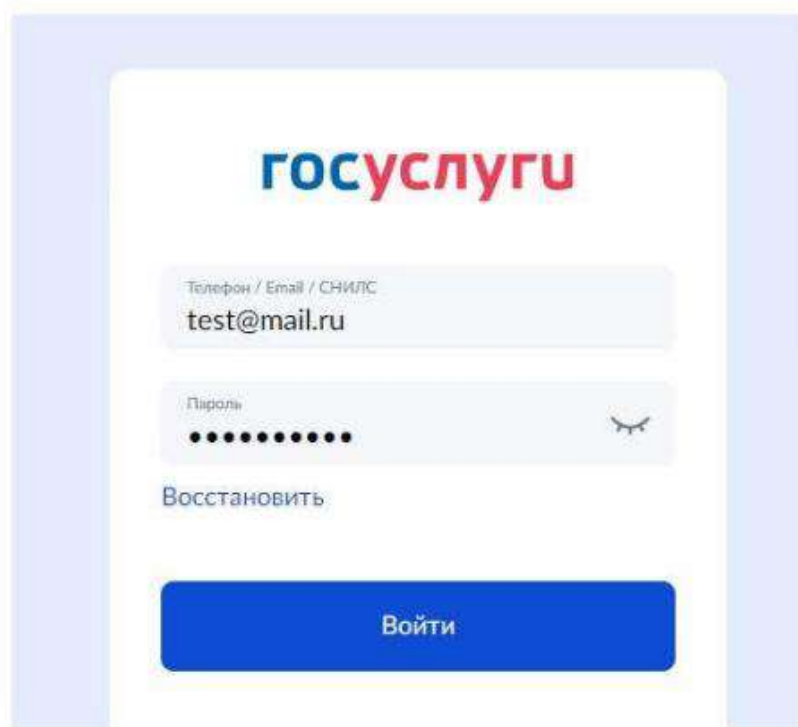 госуслуги
Телефон / Email / СНИЛС
test@mail.ru
Пароль
••••••••••
Восстановить
Войти